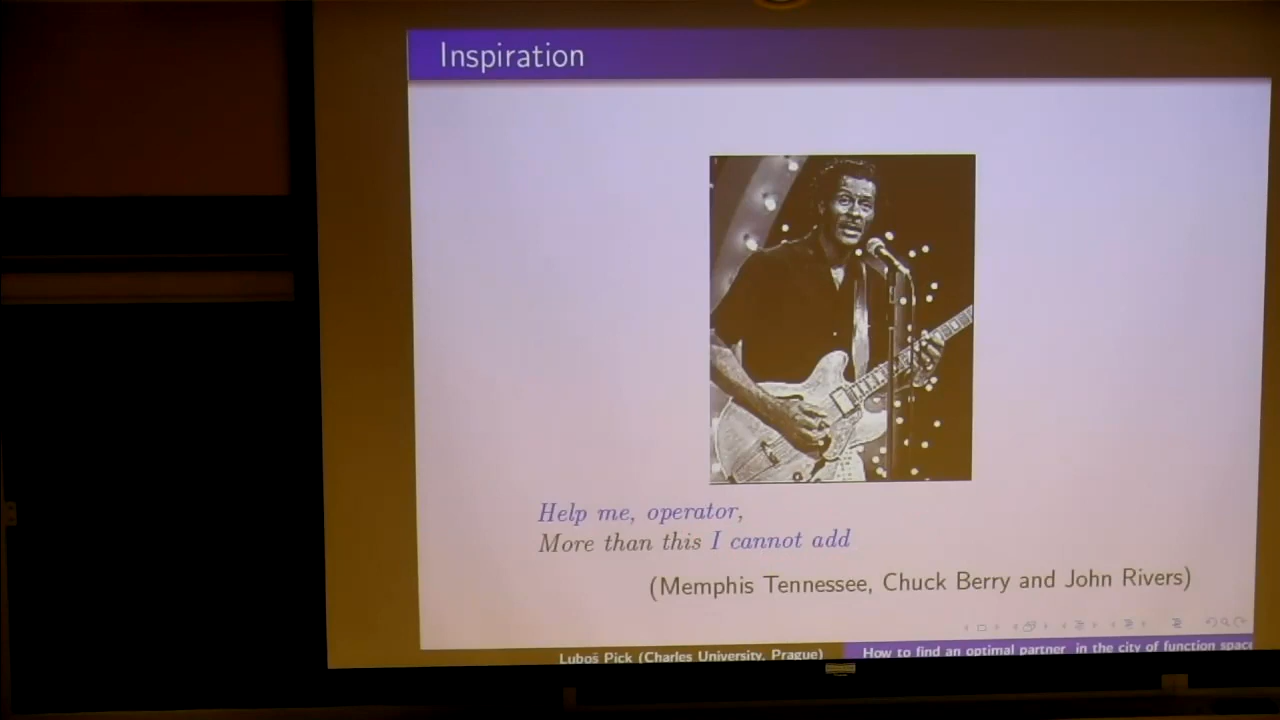 Inspiration
Help me, operator,
More than this I cannot add
(Memphis Tennessee, Chuck Berry and John Rivers)
Luboš Pick (Charles University, Prague)
How to find an optimal partner in the city of function space